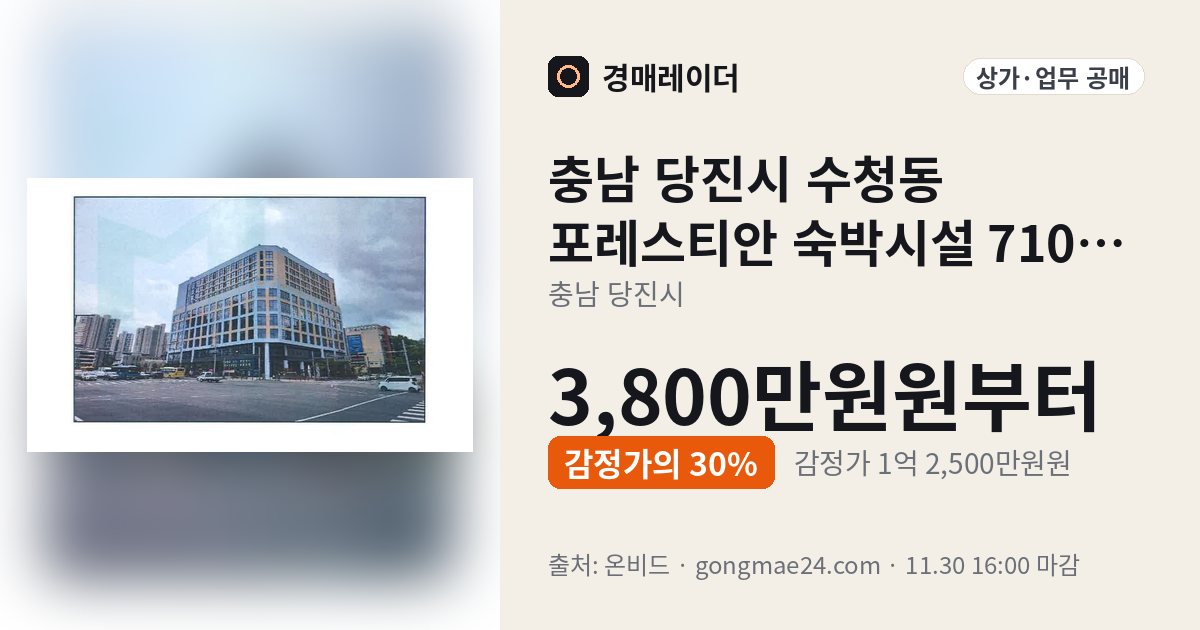 경매레이더
상가·업무 공매
충남 당진시 수청동
포레스티안 숙박시설 710…
충남 당진시
3,800만원원부터
감정가의 30%
감정가 1억 2,500만원원
출처: 온비드 · gongmae24.com · 11.30 16:00 마감